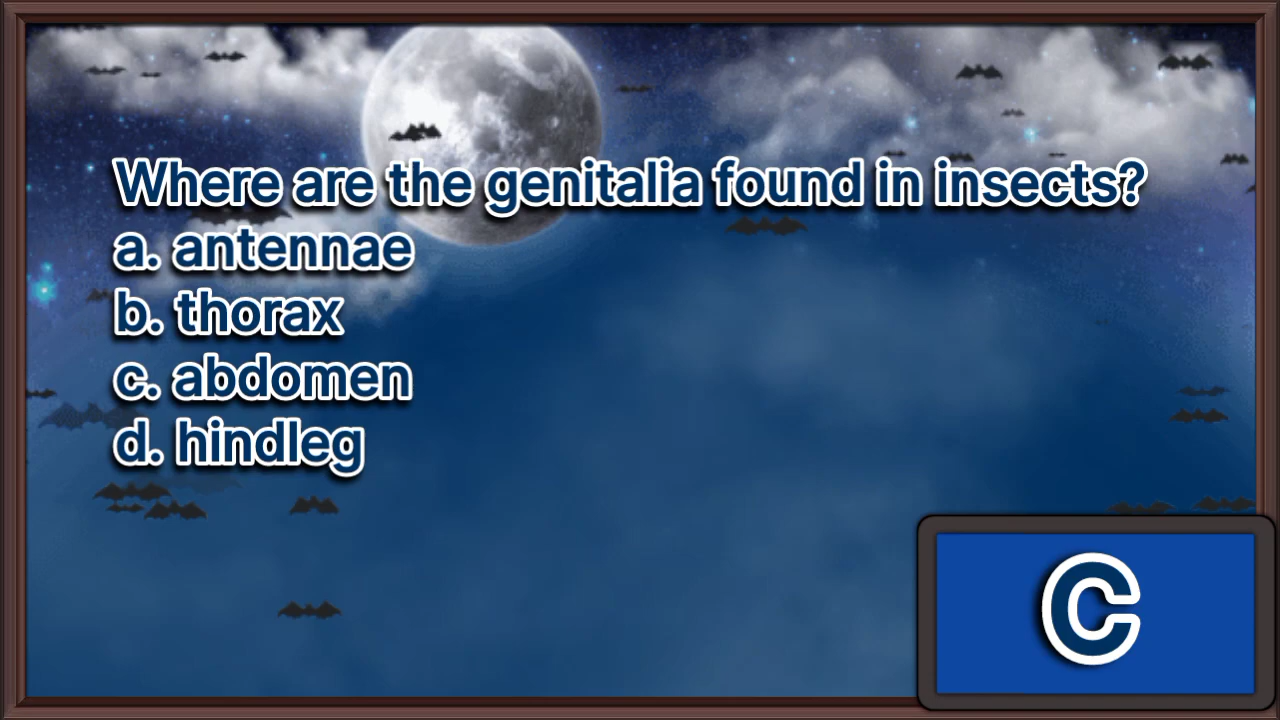 Where are the genitalia found in insects?
a. antennae
b. thorax
c. abdomen
d. hindleg
C